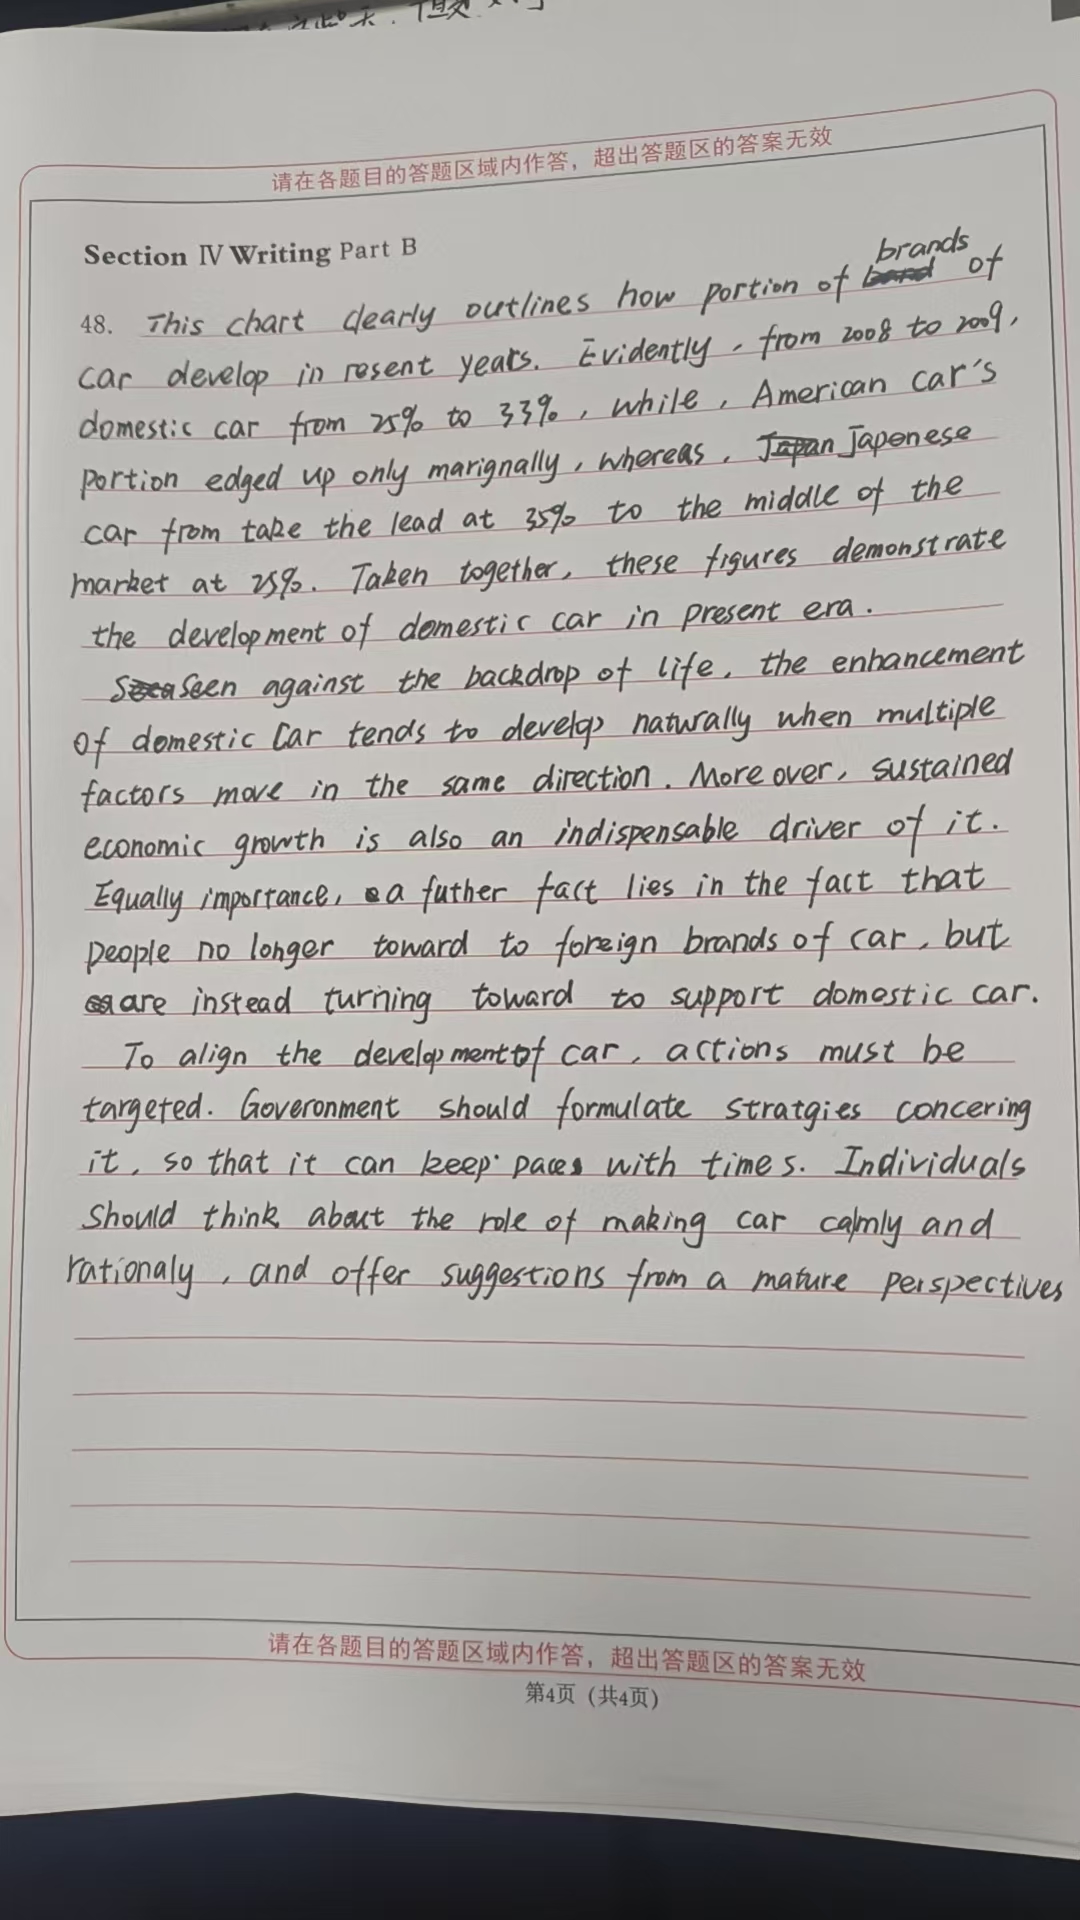 请在各题目的答题区域内作答，超出答题区的答案无效
Section IV Writing Part B
brands
48. This chart clearly outlines how portion of of
car develop in resent years. Evidently, from 2008 to 2009,
domestic car from 25% to 33%, while, American car's
portion edged up only marignally, whereas, Japan Japenese
car from take the lead at 35% to the middle of the
market at 25%. Taken together, these figures demonstrate
the development of domestic car in present era.
Seen against the backdrop of life, the enhancement
of domestic Car tends to develop naturally when multiple
factors move in the same direction. More over, sustained
economic growth is also an indispensable driver of it.
Equally importance, a futher fact lies in the fact that
people no longer toward to foreign brands of car, but
are instead turning toward to support domestic car.
To align the development of car, actions must be
targeted. Goveronment should formulate stratgies concering
it, so that it can keep paces with times. Individuals
should think about the role of making car calmly and
rationaly, and offer suggestions from a mature perspectives
请在各题目的答题区域内作答，超出答题区的答案无效
第4页（共4页）